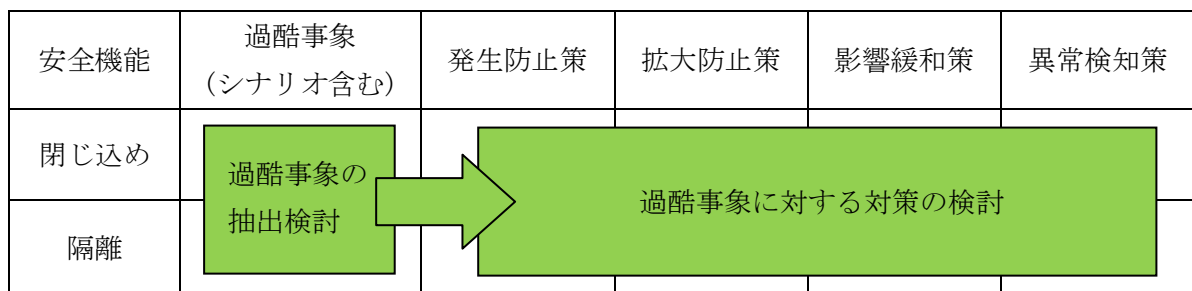 安全機能
過酷事象
(シナリオ含む)
発生防止策
拡大防止策
影響緩和策
異常検知策
閉じ込め
過酷事象の
抽出検討
過酷事象に対する対策の検討
隔離